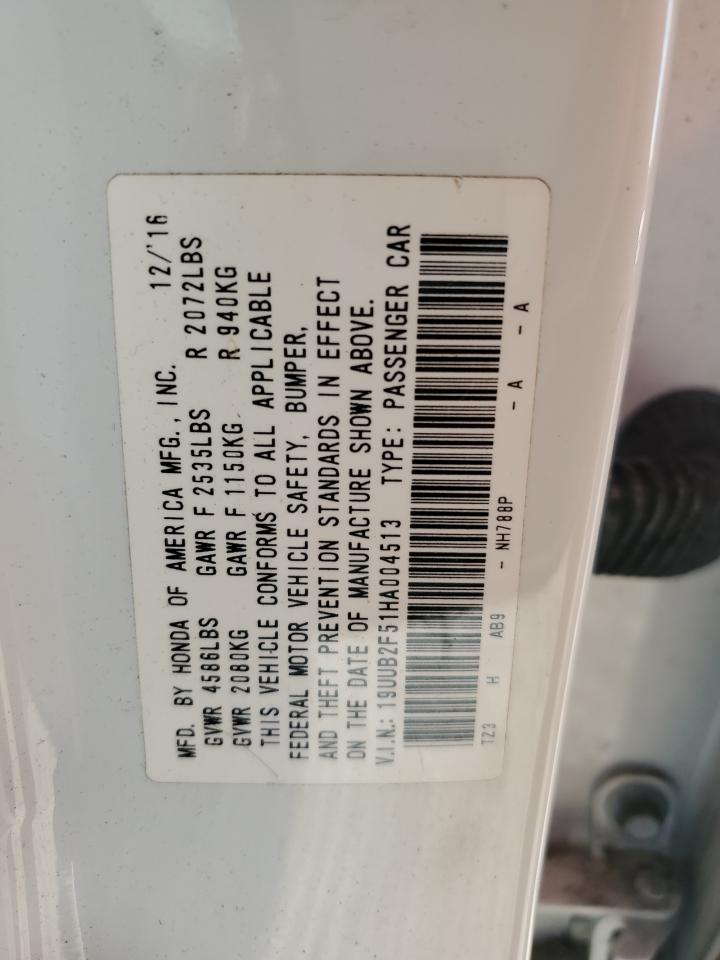 MFD. BY HONDA OF AMERICA MFG., INC. 12/'16
GVWR 4586LBS GAWR F 2535LBS R 2072LBS
GVWR 2080KG GAWR F 1150KG R 940KG
THIS VEHICLE CONFORMS TO ALL APPLICABLE
FEDERAL MOTOR VEHICLE SAFETY, BUMPER,
AND THEFT PREVENTION STANDARDS IN EFFECT
ON THE DATE OF MANUFACTURE SHOWN ABOVE.
V.I.N.: 19UUB2F51HA004513 TYPE: PASSENGER CAR
TZ3 H AB9 - NH788P - A - A